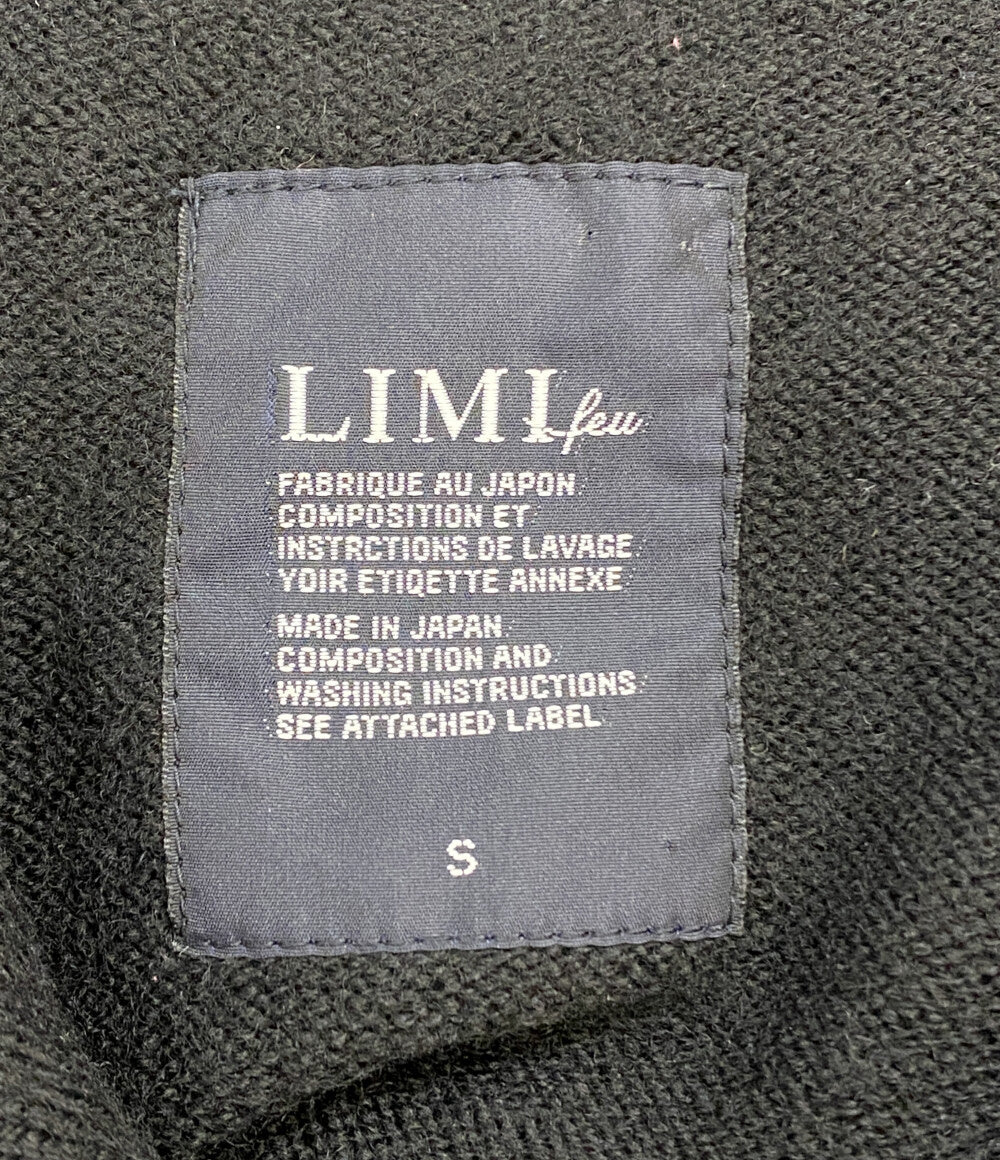 LIMI feu
FABRIQUE AU JAPON
COMPOSITION ET
INSTRCTIONS DE LAVAGE
YOIR ETIQETTE ANNEXE
MADE IN JAPAN
COMPOSITION AND
WASHING INSTRUCTIONS
SEE ATTACHED LABEL
S